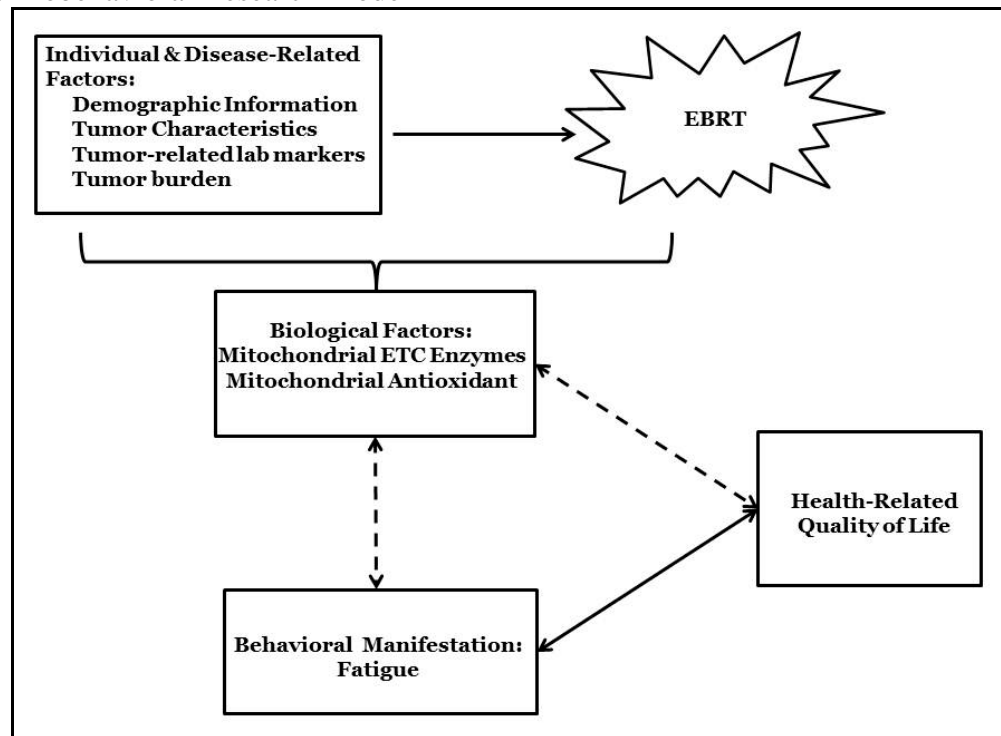 Individual & Disease-Related
Factors:
Demographic Information
Tumor Characteristics
Tumor-related lab markers
Tumor burden
EBRT
Biological Factors:
Mitochondrial ETC Enzymes
Mitochondrial Antioxidant
Health-Related
Quality of Life
Behavioral Manifestation:
Fatigue